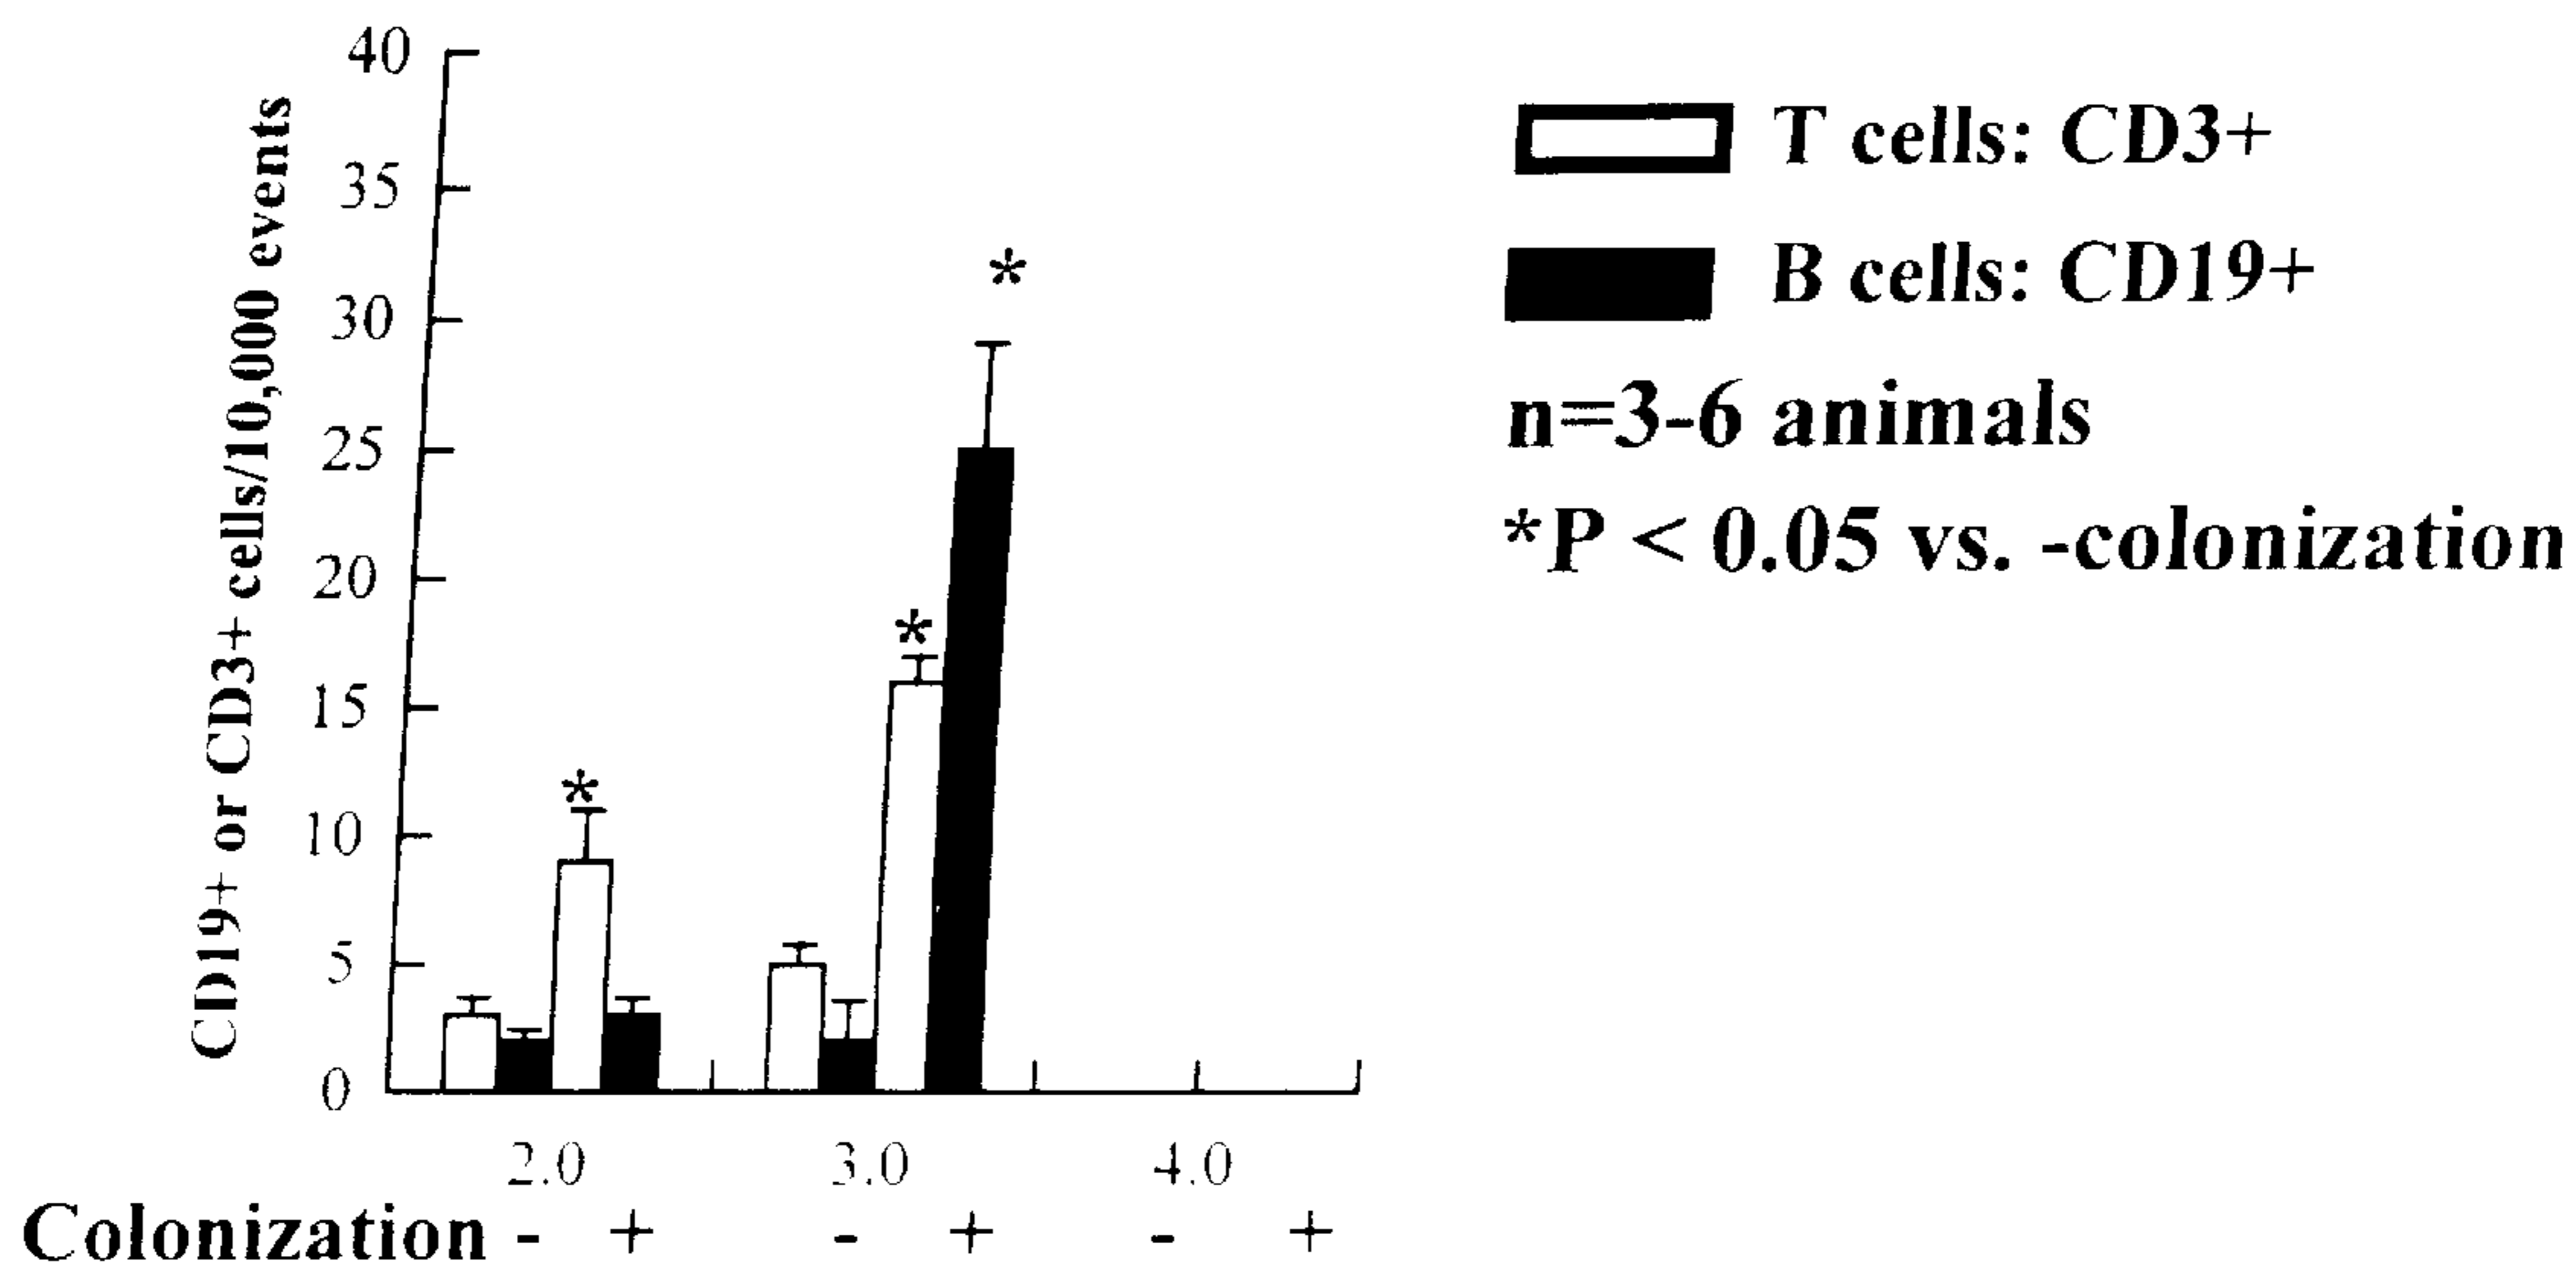 CD19+ or CD3+ cells/10,000 events
40
35
30
25
20
15
10
5
0
*
*
*
2.0 3.0 4.0
Colonization - + - + - +
T cells: CD3+
B cells: CD19+
n=3-6 animals
*P < 0.05 vs. -colonization